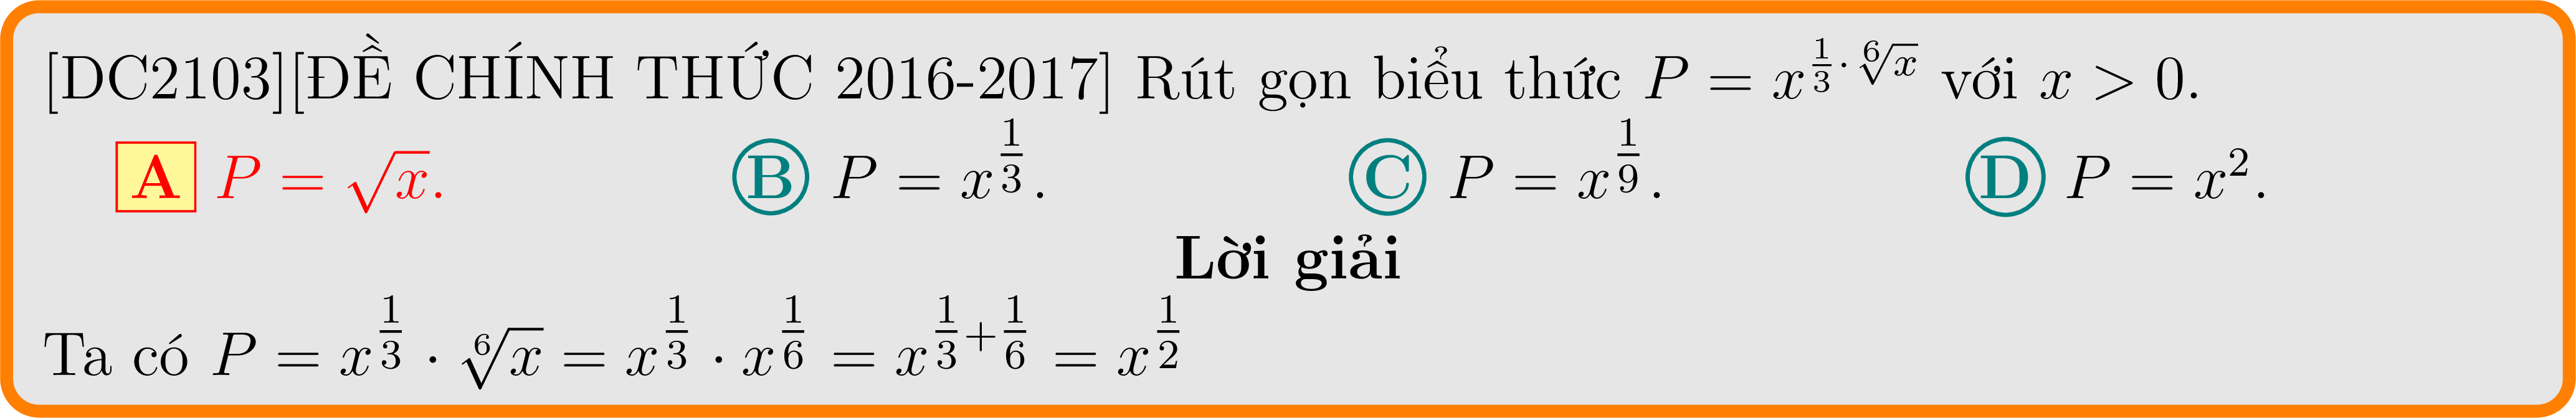 [DC2103][ĐỀ CHÍNH THỨC 2016-2017] Rút gọn biểu thức $P = x^{\frac{1}{3} \cdot \sqrt[6]{x}}$ với $x > 0$.
A $P = \sqrt{x}$. B $P = x^{\frac{1}{3}}$. C $P = x^{\frac{1}{9}}$. D $P = x^2$.
Lời giải
Ta có $P = x^{\frac{1}{3}} \cdot \sqrt[6]{x} = x^{\frac{1}{3}} \cdot x^{\frac{1}{6}} = x^{\frac{1}{3}+\frac{1}{6}} = x^{\frac{1}{2}}$